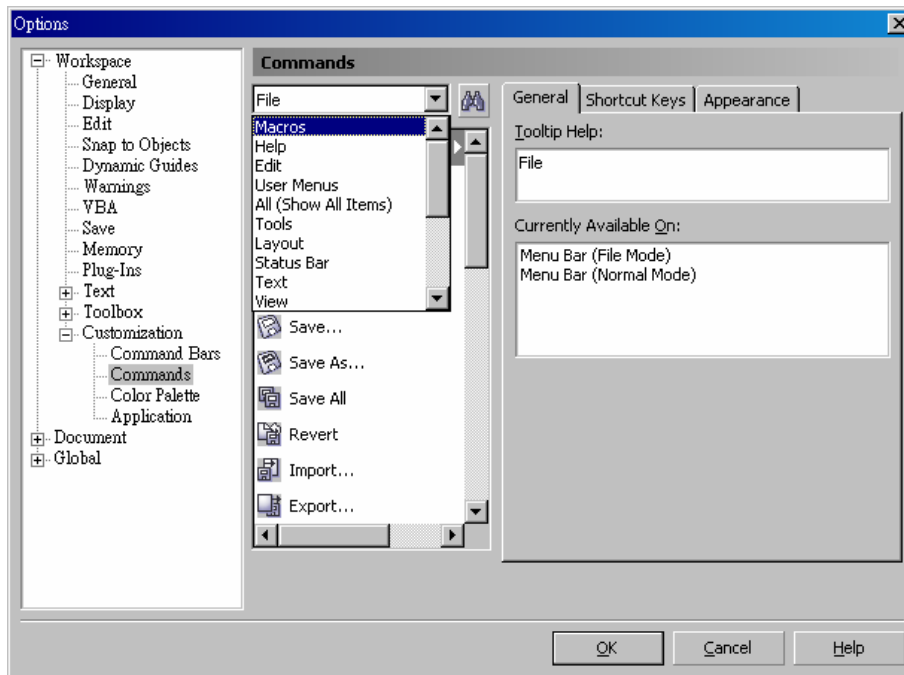 Options
Workspace
General
Display
Edit
Snap to Objects
Dynamic Guides
Warnings
VBA
Save
Memory
Plug-Ins
Text
Toolbox
Customization
Command Bars
Commands
Color Palette
Application
Document
Global
Commands
File
Macros
Help
Edit
User Menus
All (Show All Items)
Tools
Layout
Status Bar
Text
View
Save...
Save As...
Save All
Revert
Import...
Export...
General
Shortcut Keys
Appearance
Tooltip Help:
File
Currently Available On:
Menu Bar (File Mode)
Menu Bar (Normal Mode)
OK
Cancel
Help